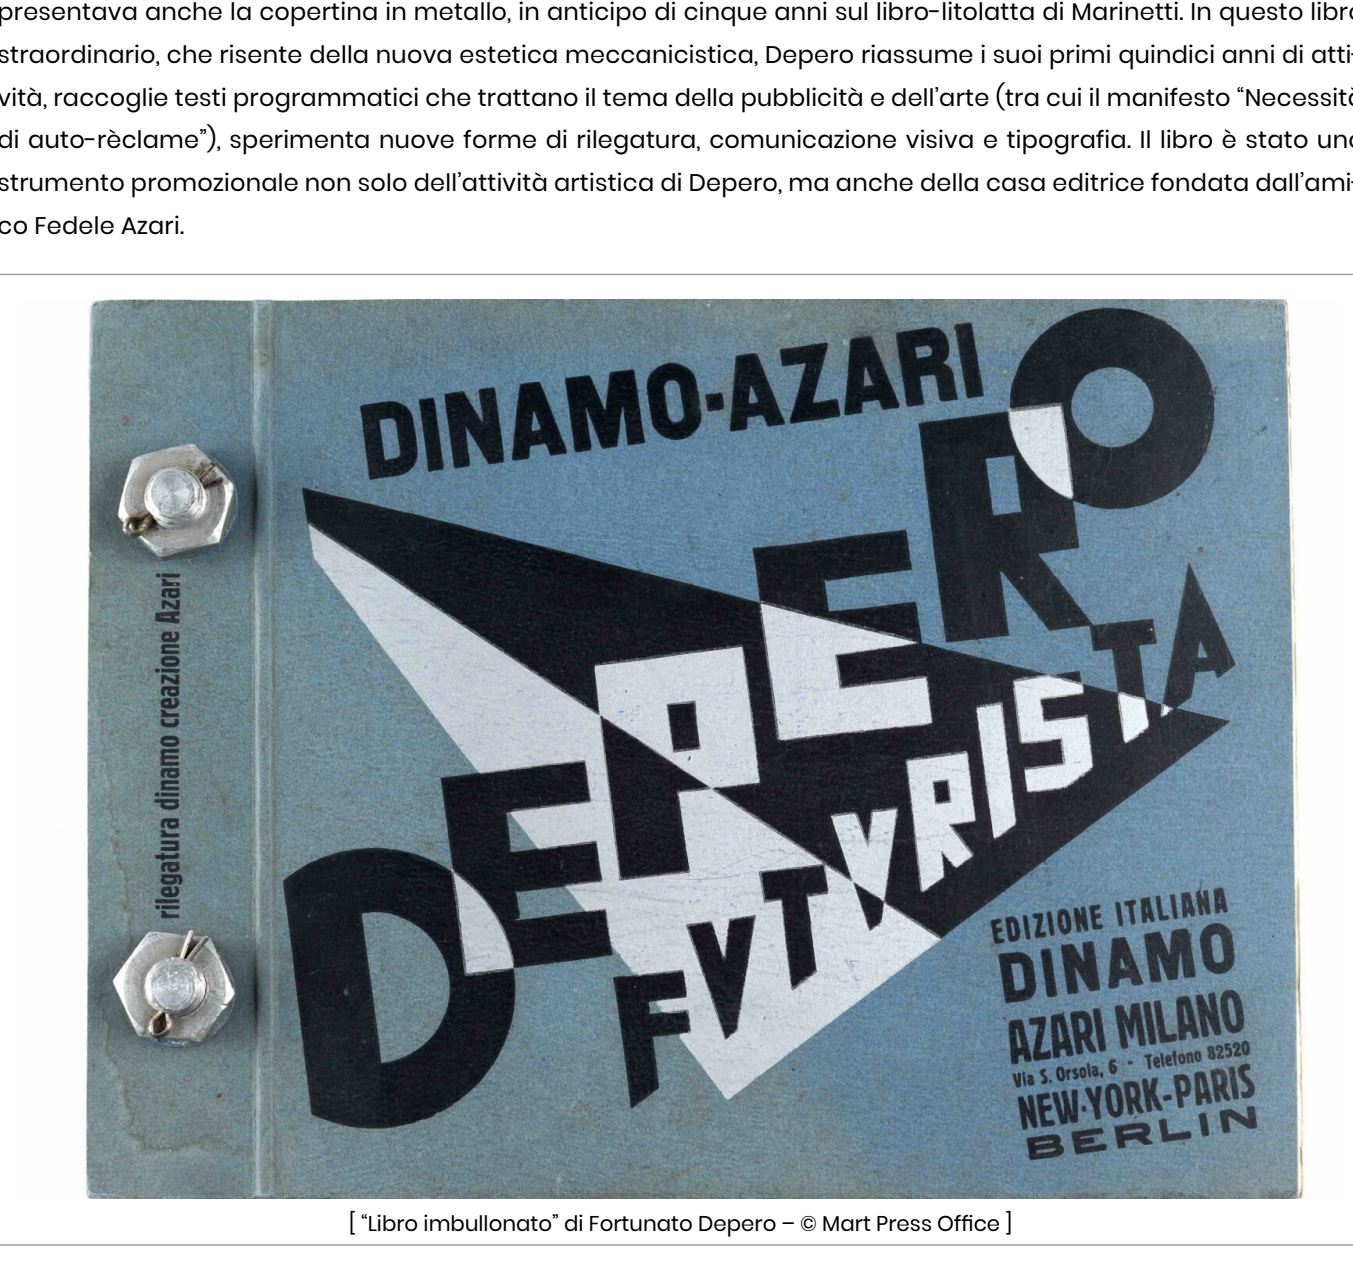 presentava anche la copertina in metallo, in anticipo di cinque anni sul libro-litolatta di Marinetti. In questo libro
straordinario, che risente della nuova estetica meccanicistica, Depero riassume i suoi primi quindici anni di atti-
vità, raccoglie testi programmatici che trattano il tema della pubblicità e dell’arte (tra cui il manifesto “Necessità
di auto-rèclame”), sperimenta nuove forme di rilegatura, comunicazione visiva e tipografia. Il libro è stato uno
strumento promozionale non solo dell’attività artistica di Depero, ma anche della casa editrice fondata dall’ami-
co Fedele Azari.
DINAMO-AZARI
DEPERO
FVTVRISTA
rilegatura dinamo creazione Azari
EDIZIONE ITALIANA
DINAMO
AZARI MILANO
Via S. Orsola, 6 - Telefono 82520
NEW-YORK-PARIS
BERLIN
[ “Libro imbullonato” di Fortunato Depero – © Mart Press Office ]